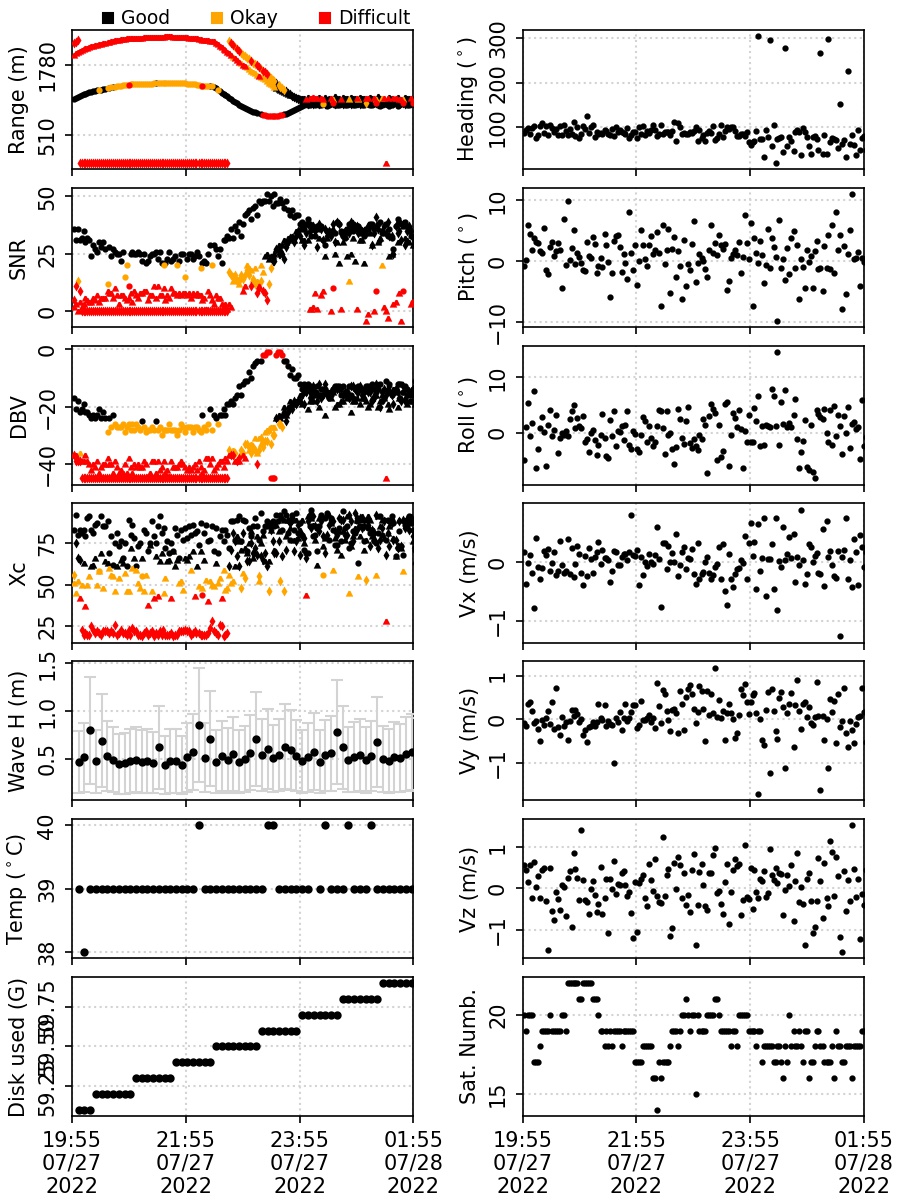 Good Okay Difficult
Range (m)
1780
510
Heading (°)
300
200
100
SNR
50
25
0
Pitch (°)
10
0
−10
DBV
0
−20
−40
Roll (°)
10
0
Xc
75
50
25
Vx (m/s)
0
−1
Wave H (m)
1.5
1.0
0.5
Vy (m/s)
1
0
−1
Temp (°C)
40
39
38
Vz (m/s)
1
0
−1
Disk used (G)
Sat. Numb.
20
15
19:55 21:55 23:55 01:55
07/27 07/27 07/27 07/28
2022 2022 2022 2022
19:55 21:55 23:55 01:55
07/27 07/27 07/27 07/28
2022 2022 2022 2022